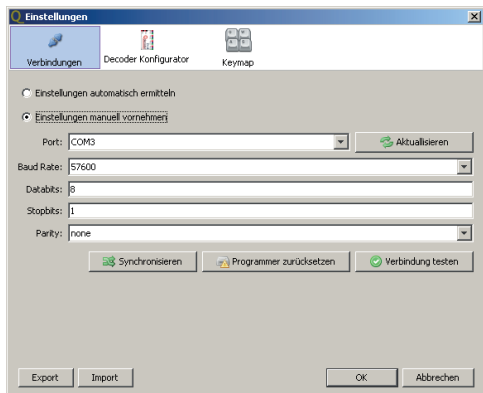 Einstellungen
Verbindungen
Decoder Konfigurator
Keymap
Einstellungen automatisch ermitteln
Einstellungen manuell vornehmen
Port: COM3
Aktualisieren
Baud Rate: 57600
Databits: 8
Stopbits: 1
Parity: none
Synchronisieren
Programmer zurücksetzen
Verbindung testen
Export
Import
OK
Abbrechen